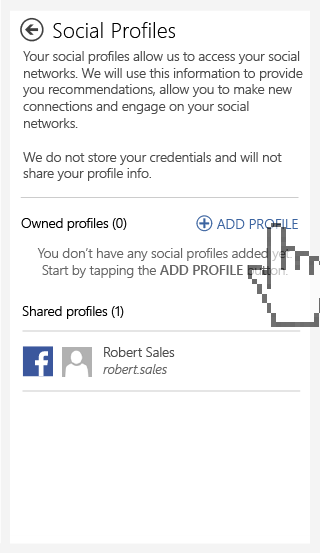 Social Profiles
Your social profiles allow us to access your social
networks. We will use this information to provide
you recommendations, allow you to make new
connections and engage on your social
networks.
We do not store your credentials and will not
share your profile info.
Owned profiles (0)
ADD PROFILE
You don't have any social profiles added yet.
Start by tapping the ADD PROFILE button.
Shared profiles (1)
f
Robert Sales
robert.sales